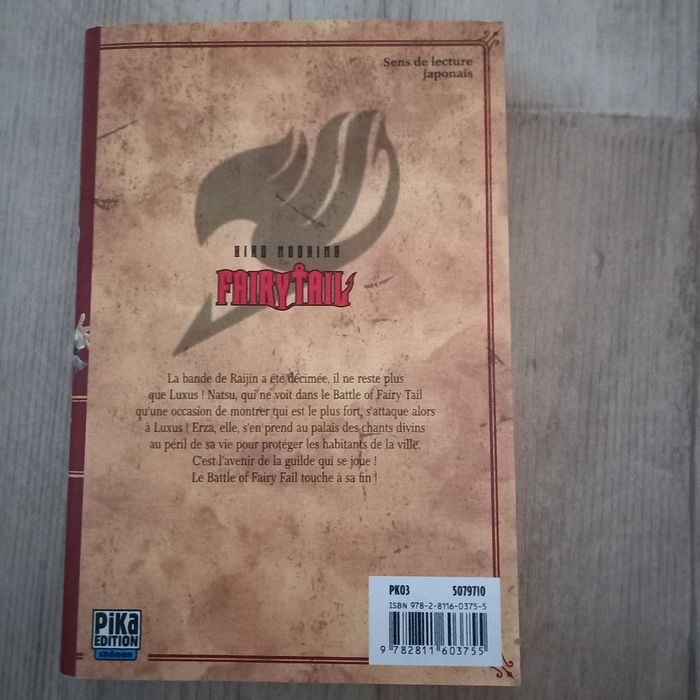 Sens de lecture
japonais
HIRO MASHIMA
FAIRY TAIL
La bande de Raijin a été décimée, il ne reste plus
que Luxus ! Natsu, qui ne voit dans le Battle of Fairy Tail
qu'une occasion de montrer qui est le plus fort, s'attaque alors
à Luxus ! Erza, elle, s'en prend au palais des chants divins
au péril de sa vie pour protéger les habitants de la ville.
C'est l'avenir de la guilde qui se joue !
Le Battle of Fairy Fail touche à sa fin !
PK03 5079710
ISBN 978-2-8116-0375-5
9 782811 603755
PiKa
EDITION
shônen